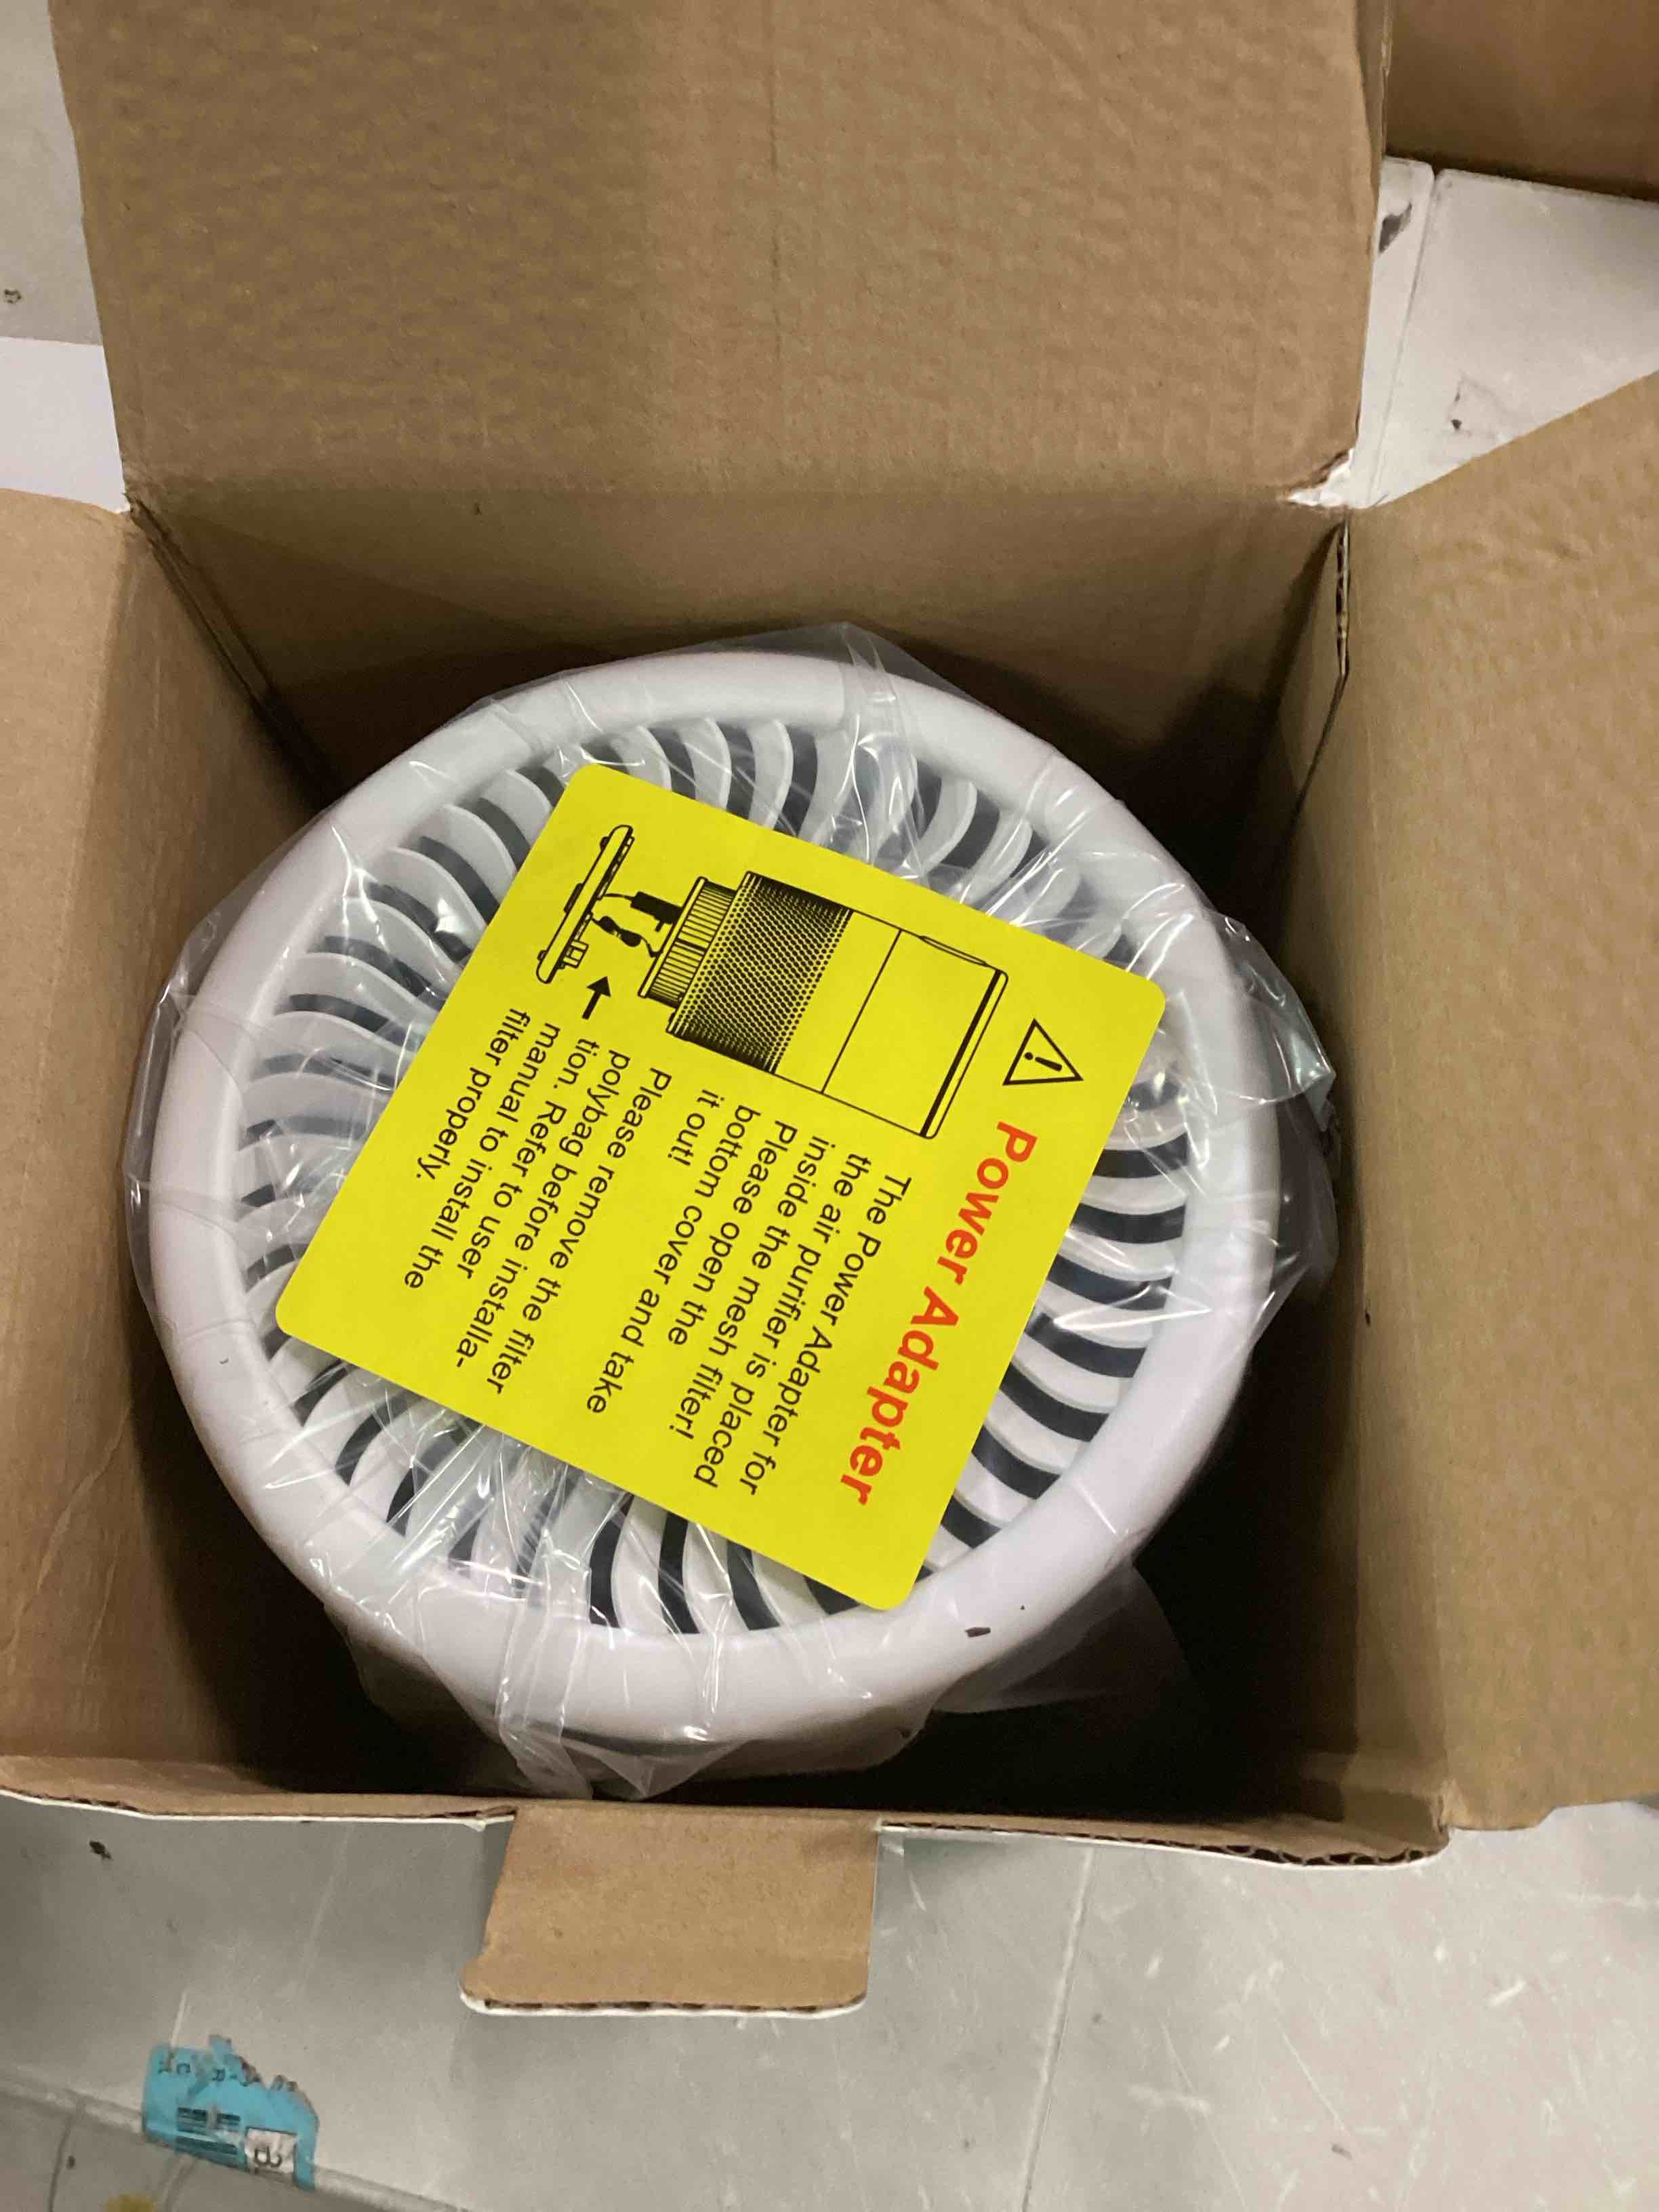 Power Adapter
The Power Adapter for
the air purifier is placed
inside the mesh filter!
Please open the
bottom cover and take
it out!
Please remove the filter
polybag before installa-
tion. Refer to user
manual to install the
filter properly.